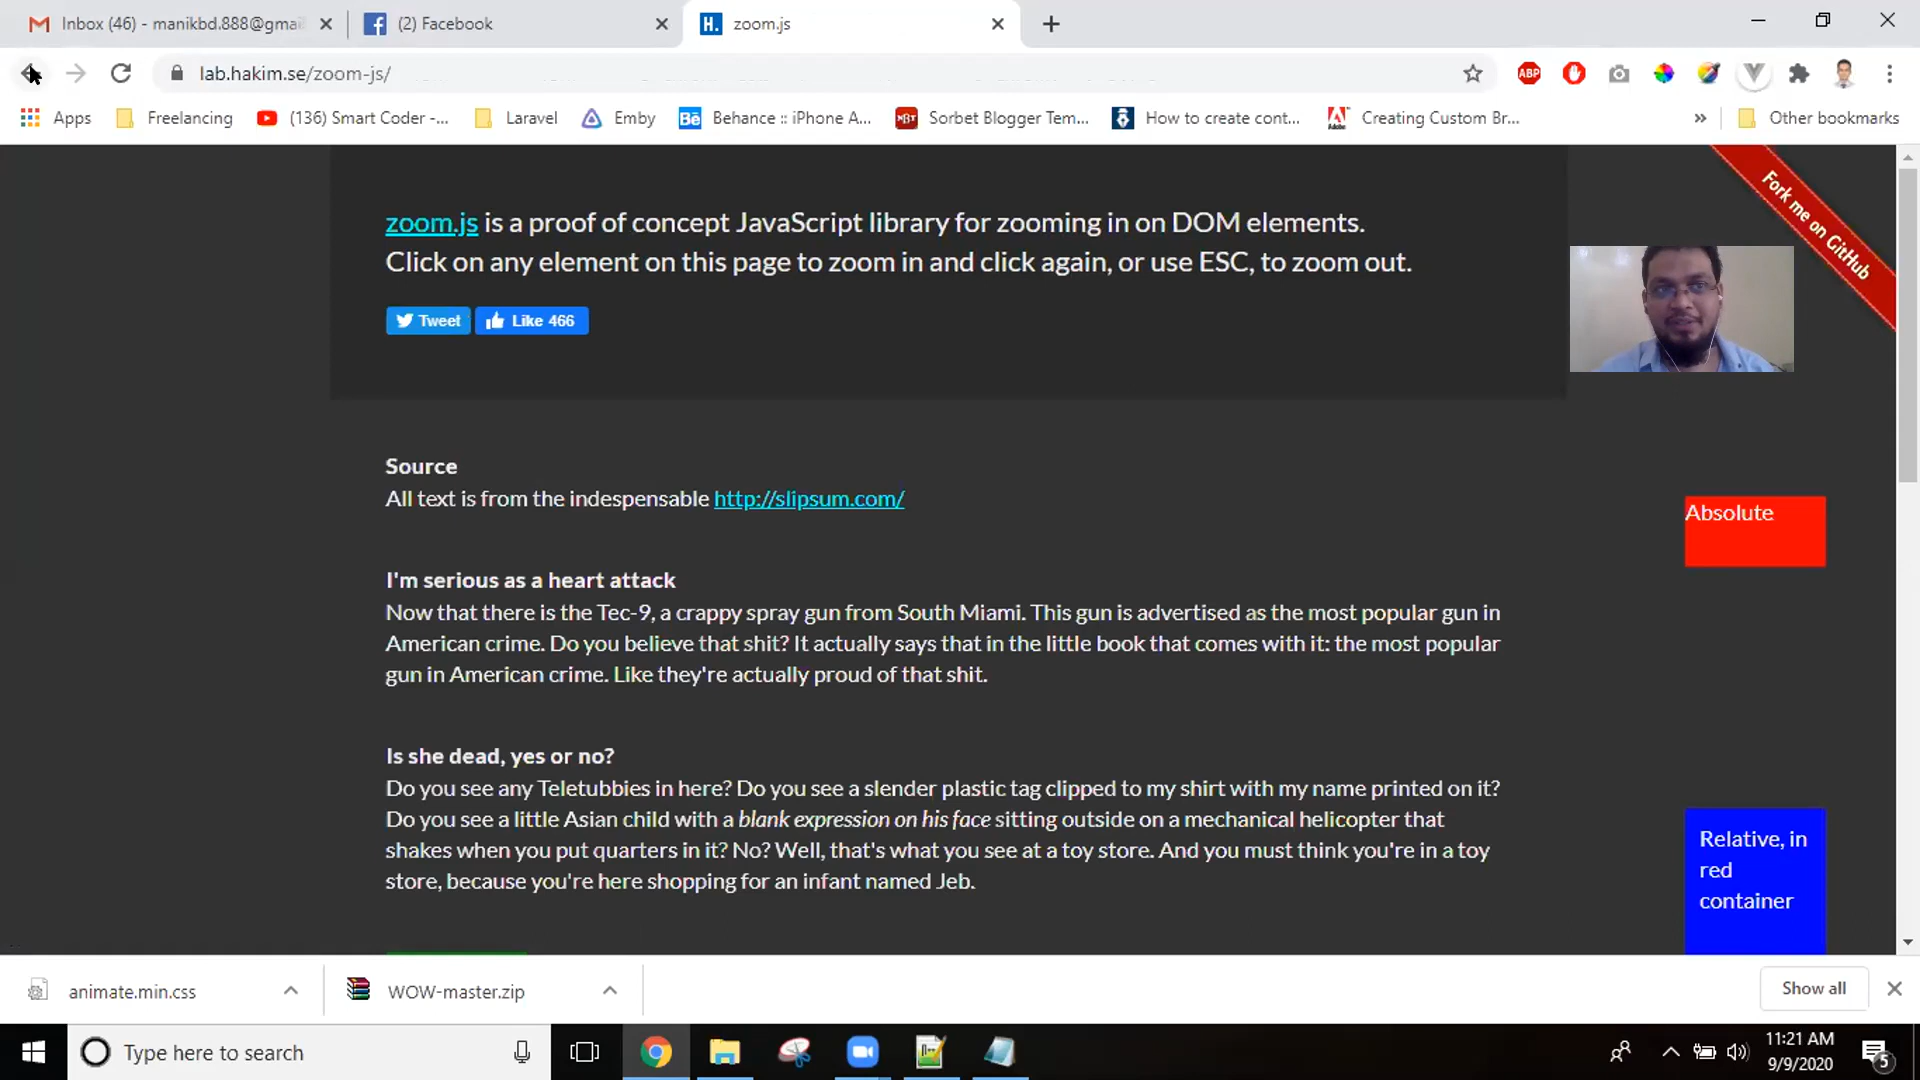 Inbox (46) - manikbd.888@gmai
(2) Facebook
H. zoom.js
lab.hakim.se/zoom-js/
ABP
Apps
Freelancing
(136) Smart Coder -...
Laravel
Emby
Bē Behance :: iPhone A...
Sorbet Blogger Tem...
How to create cont...
Creating Custom Br...
»
Other bookmarks
Fork me on GitHub
zoom.js is a proof of concept JavaScript library for zooming in on DOM elements.
Click on any element on this page to zoom in and click again, or use ESC, to zoom out.
Tweet
Like 466
Source
All text is from the indespensable http://slipsum.com/
Absolute
I'm serious as a heart attack
Now that there is the Tec-9, a crappy spray gun from South Miami. This gun is advertised as the most popular gun in
American crime. Do you believe that shit? It actually says that in the little book that comes with it: the most popular
gun in American crime. Like they're actually proud of that shit.
Is she dead, yes or no?
Do you see any Teletubbies in here? Do you see a slender plastic tag clipped to my shirt with my name printed on it?
Do you see a little Asian child with a blank expression on his face sitting outside on a mechanical helicopter that
shakes when you put quarters in it? No? Well, that's what you see at a toy store. And you must think you're in a toy
store, because you're here shopping for an infant named Jeb.
Relative, in
red
container
animate.min.css
WOW-master.zip
Show all
Type here to search
11:21 AM
9/9/2020
5